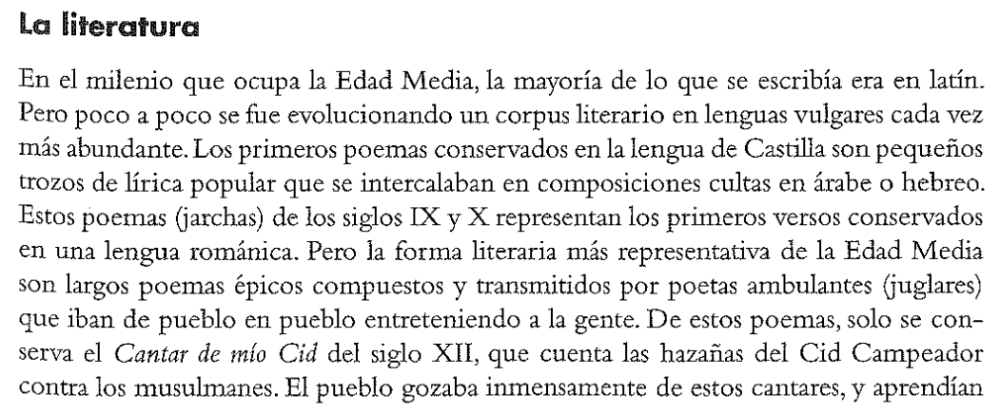 La literatura
En el milenio que ocupa la Edad Media, la mayoría de lo que se escribía era en latín.
Pero poco a poco se fue evolucionando un corpus literario en lenguas vulgares cada vez
más abundante. Los primeros poemas conservados en la lengua de Castilla son pequeños
trozos de lírica popular que se intercalaban en composiciones cultas en árabe o hebreo.
Estos poemas (jarchas) de los siglos IX y X representan los primeros versos conservados
en una lengua románica. Pero la forma literaria más representativa de la Edad Media
son largos poemas épicos compuestos y transmitidos por poetas ambulantes (juglares)
que iban de pueblo en pueblo entreteniendo a la gente. De estos poemas, solo se con-
serva el Cantar de mío Cid del siglo XII, que cuenta las hazañas del Cid Campeador
contra los musulmanes. El pueblo gozaba inmensamente de estos cantares, y aprendían